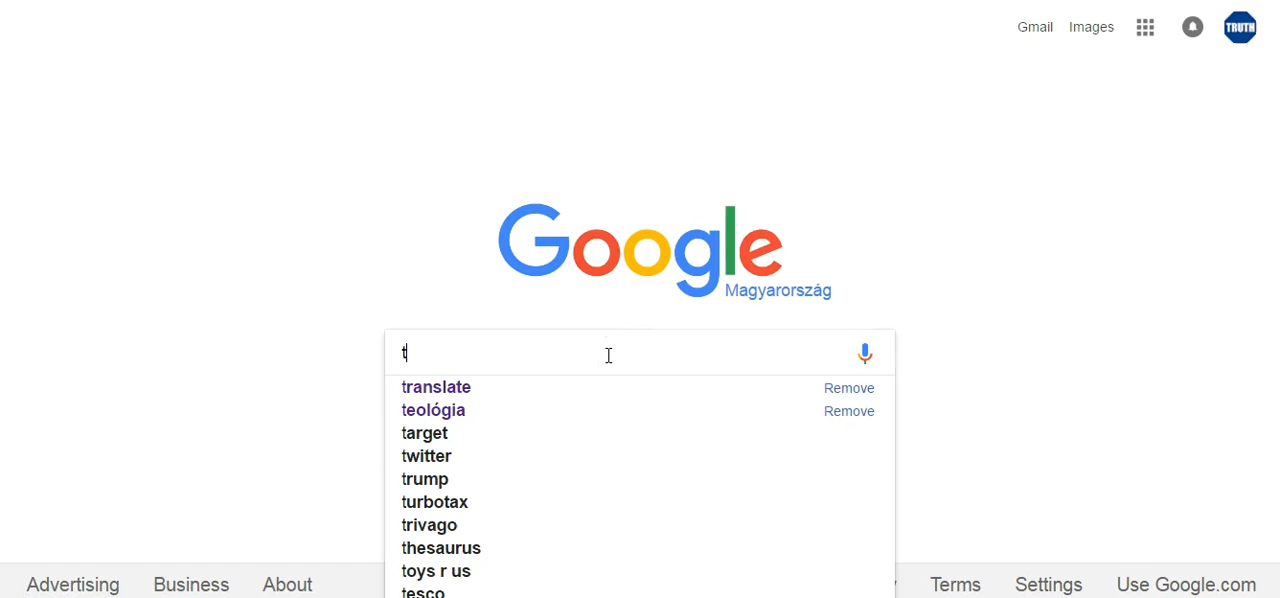 Gmail Images
TRUTH
Google
Magyarország
t
translate Remove
teológia Remove
target
twitter
trump
turbotax
trivago
thesaurus
toys r us
tesco
Advertising Business About Terms Settings Use Google.com